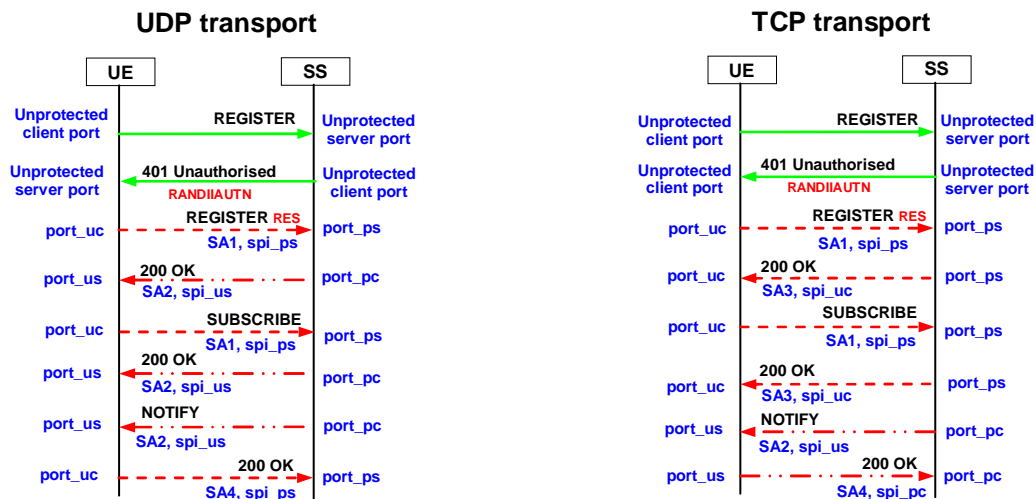 UDP transport
UE
SS
Unprotected
client port
REGISTER
Unprotected
server port
Unprotected
server port
401 Unauthorised
RANDIIAUTN
Unprotected
client port
port_uc
REGISTER RES
SA1, spi_ps
port_ps
port_us
200 OK
SA2, spi_us
port_pc
port_uc
SUBSCRIBE
SA1, spi_ps
port_ps
port_us
200 OK
SA2, spi_us
port_pc
port_us
NOTIFY
SA2, spi_us
port_pc
port_uc
200 OK
SA4, spi_ps
port_ps
TCP transport
UE
SS
Unprotected
client port
REGISTER
Unprotected
server port
Unprotected
client port
401 Unauthorised
RANDIIAUTN
Unprotected
server port
port_uc
REGISTER RES
SA1, spi_ps
port_ps
port_uc
200 OK
SA3, spi_uc
port_ps
port_uc
SUBSCRIBE
SA1, spi_ps
port_ps
port_uc
200 OK
SA3, spi_uc
port_ps
port_us
NOTIFY
SA2, spi_us
port_pc
port_us
200 OK
SA4, spi_pc
port_pc